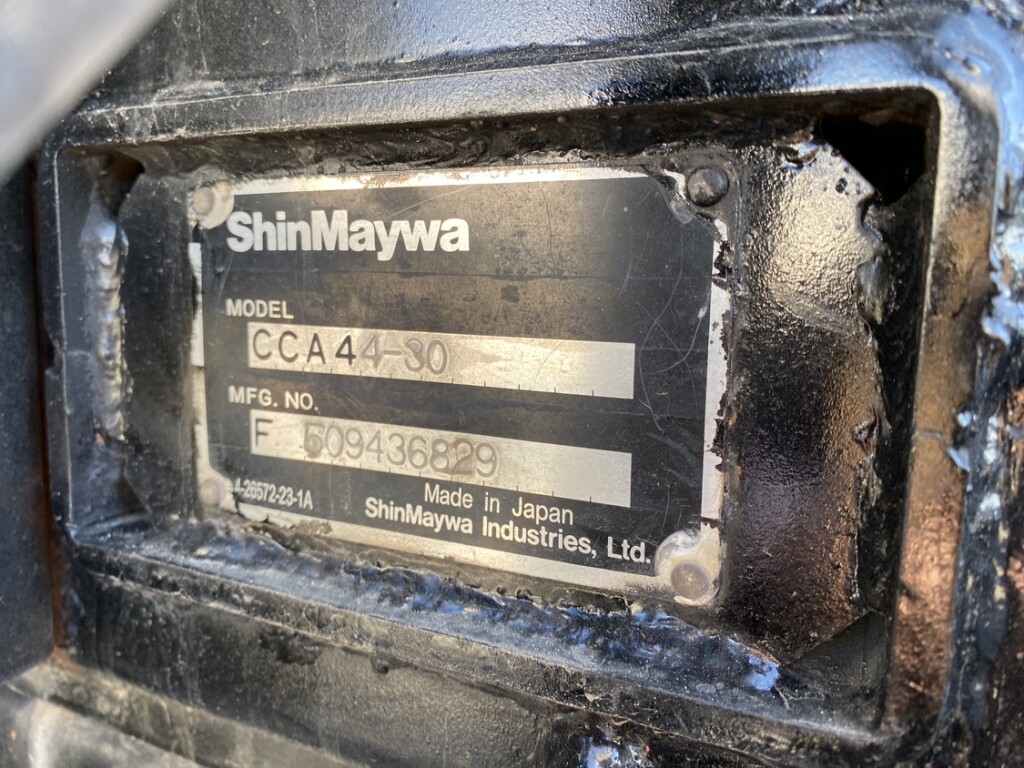 ShinMaywa
MODEL
CCA44-30
MFG. NO.
F 509436829
4-26572-23-1A
Made in Japan
ShinMaywa Industries, Ltd.